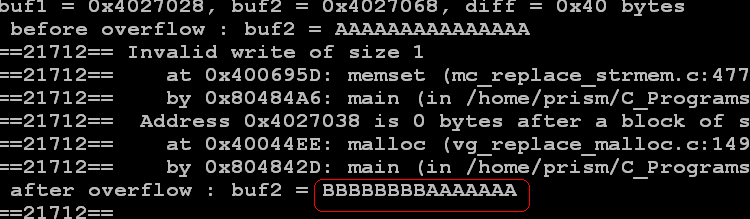 buf1 = 0x4027028, buf2 = 0x4027068, diff = 0x40 bytes
before overflow : buf2 = AAAAAAAAAAAAAAA
==21712== Invalid write of size 1
==21712==    at 0x400695D: memset (mc_replace_strmem.c:477
==21712==    by 0x80484A6: main (in /home/prism/C_Programs
==21712==  Address 0x4027038 is 0 bytes after a block of s
==21712==    at 0x40044EE: malloc (vg_replace_malloc.c:149
==21712==    by 0x804842D: main (in /home/prism/C_Programs
after overflow : buf2 = BBBBBBBBAAAAAAA
==21712==